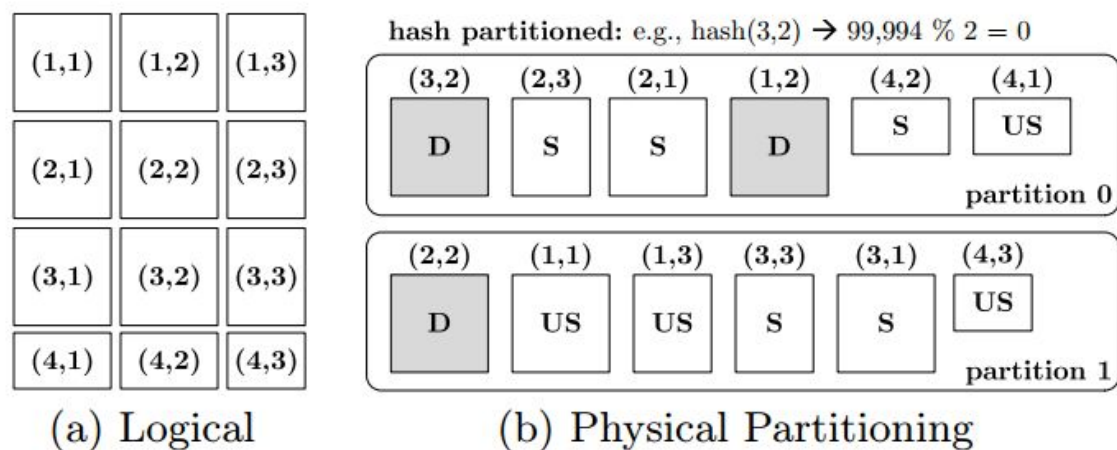 (1,1) (1,2) (1,3)
(2,1) (2,2) (2,3)
(3,1) (3,2) (3,3)
(4,1) (4,2) (4,3)
(a) Logical
hash partitioned: e.g., hash(3,2) → 99,994 % 2 = 0
(3,2) (2,3) (2,1) (1,2) (4,2) (4,1)
D S S D S US
partition 0
(2,2) (1,1) (1,3) (3,3) (3,1) (4,3)
D US US S S US
partition 1
(b) Physical Partitioning